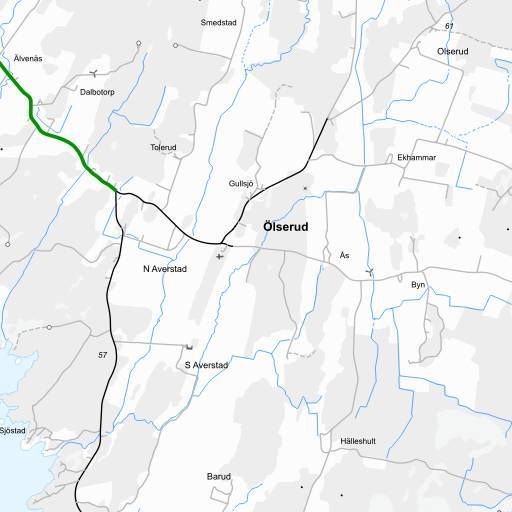 Smedstad
61
Olserud
Älvenäs
Dalbotorp
Tolerud
Ekhammar
Gullsjö
Ölserud
Ås
N Averstad
Byn
57
S Averstad
Sjöstad
Hälleshult
Barud